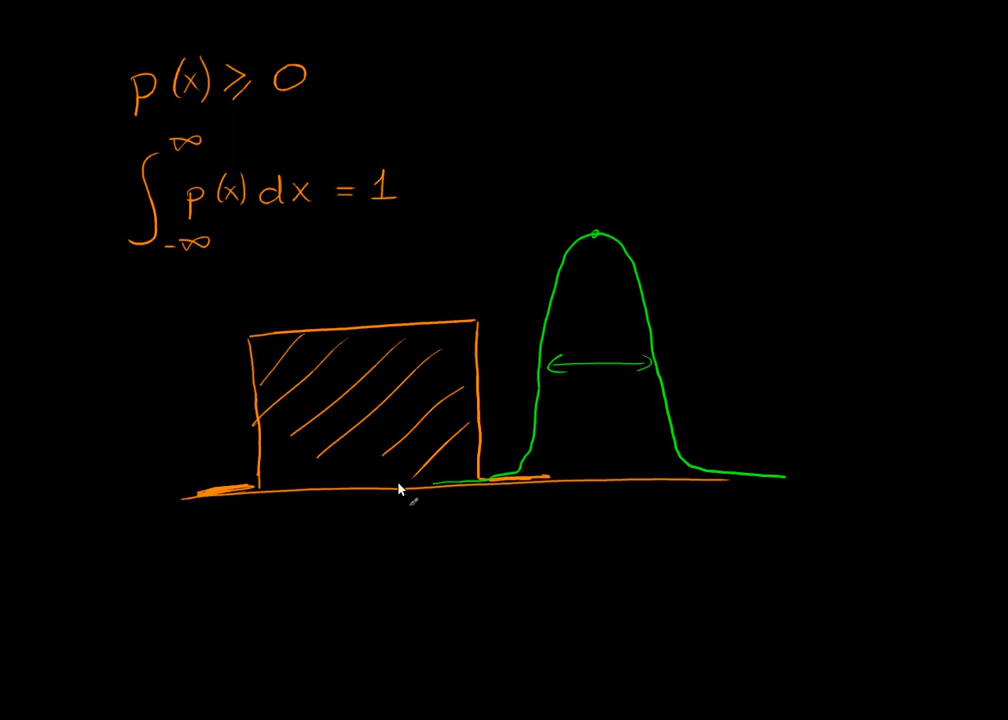 p(x) ≥ 0
∫_{-∞}^{∞} p(x) dx = 1